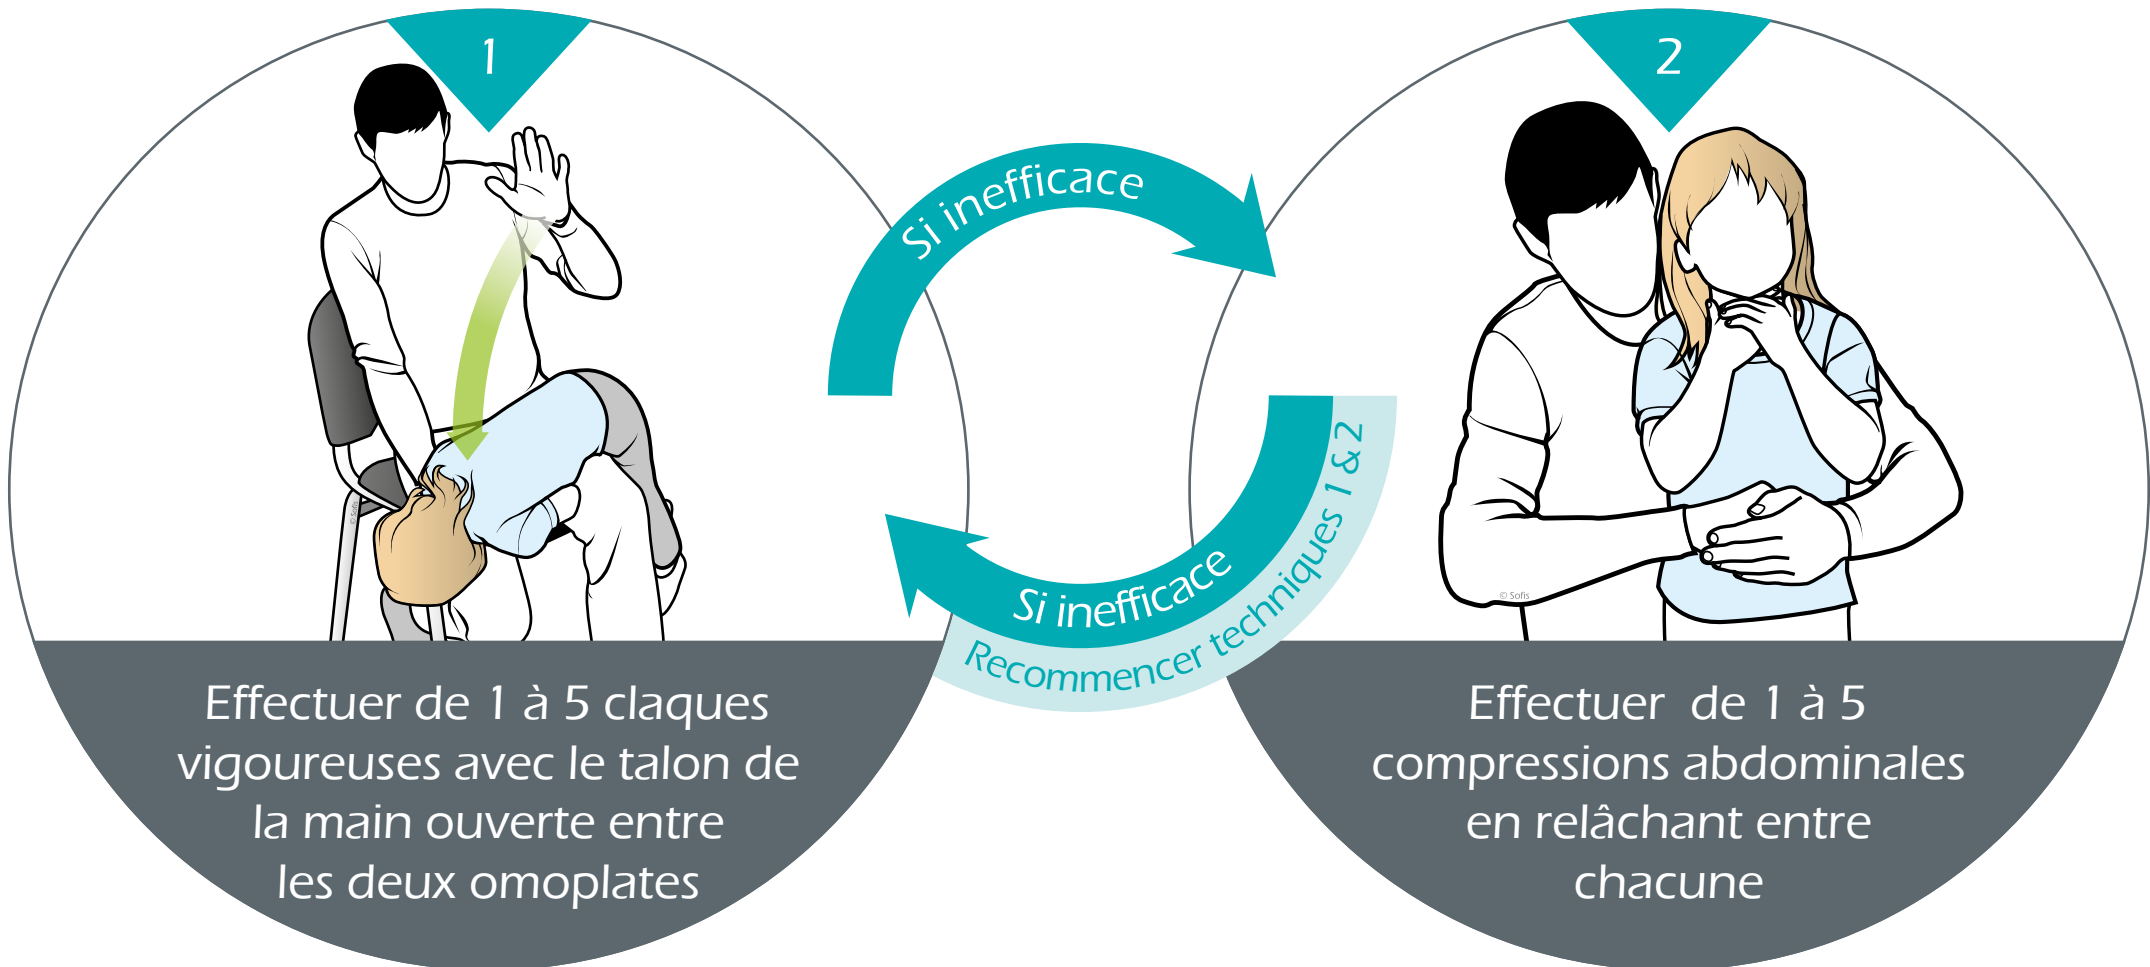 1
2
Si inefficace
Si inefficace
Recommencer techniques 1 & 2
© Sofis
© Sofis
Effectuer de 1 à 5 claques
vigoureuses avec le talon de
la main ouverte entre
les deux omoplates
Effectuer de 1 à 5
compressions abdominales
en relâchant entre
chacune